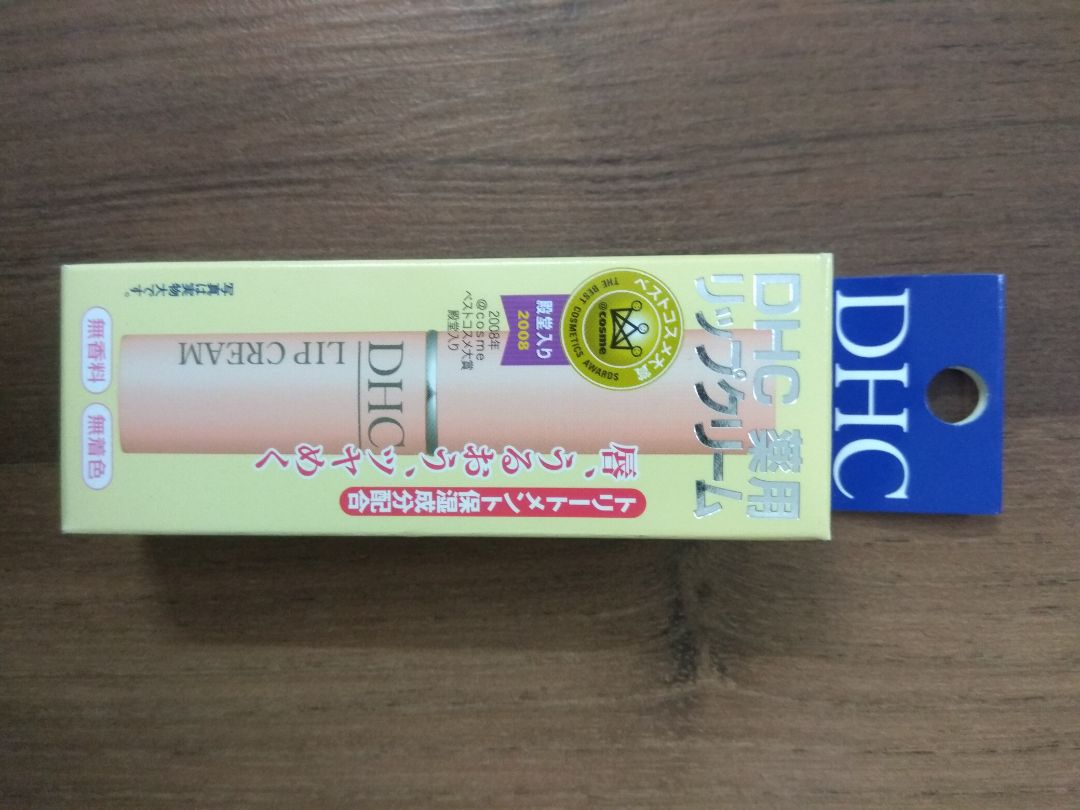 DHC
DHC 薬用
リップクリーム
ベストコスメ大賞
@cosme
THE BEST COSMETICS AWARDS
殿堂入り
2008
2008年
@cosme
ベストコスメ大賞
殿堂入り
トリートメント保湿成分配合
唇、うるおう、ツヤめく
DHC
LIP CREAM
無香料
無着色
写真は実物大です。